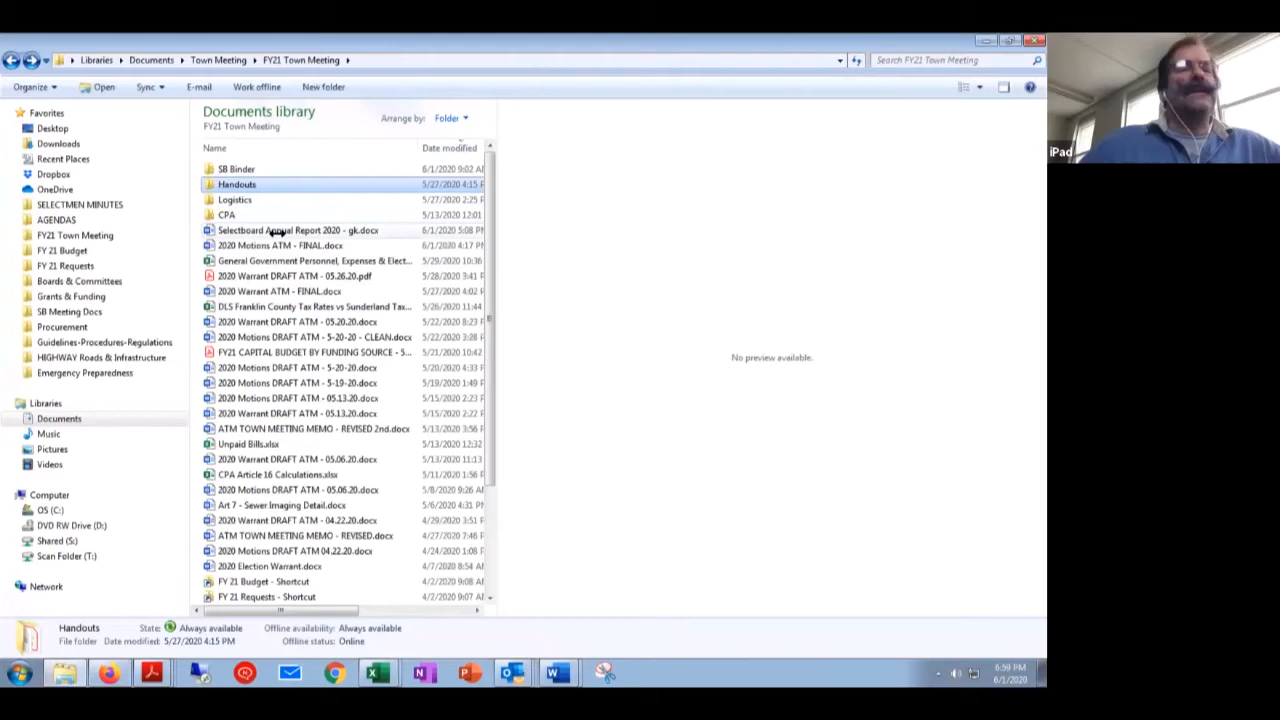 Libraries Documents Town Meeting FY21 Town Meeting
Search FY21 Town Meeting
Organize Open Sync E-mail Work offline New folder
Favorites
Desktop
Downloads
Recent Places
Dropbox
OneDrive
SELECTMEN MINUTES
AGENDAS
FY21 Town Meeting
FY 21 Budget
FY 21 Requests
Boards & Committees
Grants & Funding
SB Meeting Docs
Procurement
Guidelines-Procedures-Regulations
HIGHWAY Roads & Infrastructure
Emergency Preparedness
Libraries
Documents
Music
Pictures
Videos
Computer
OS (C:)
DVD RW Drive (D:)
Shared (S:)
Scan Folder (T:)
Network
Documents library
FY21 Town Meeting
Arrange by: Folder
Name Date modified
SB Binder 6/1/2020 9:02 AM
Handouts 5/27/2020 4:15 P
Logistics 5/27/2020 2:25 P
CPA 5/13/2020 12:01
Selectboard Annual Report 2020 - gk.docx 6/1/2020 5:08 PM
2020 Motions ATM - FINAL.docx 6/1/2020 4:17 PM
General Government Personnel, Expenses & Elect... 5/29/2020 10:36
2020 Warrant DRAFT ATM - 05.26.20.pdf 5/28/2020 3:41 P
2020 Warrant ATM - FINAL.docx 5/27/2020 4:02 P
DLS Franklin County Tax Rates vs Sunderland Tax... 5/26/2020 11:44
2020 Warrant DRAFT ATM - 05.20.20.docx 5/22/2020 8:23 P
2020 Motions DRAFT ATM - 5-20-20 - CLEAN.docx 5/22/2020 3:28 P
FY21 CAPITAL BUDGET BY FUNDING SOURCE - 5... 5/21/2020 10:42
2020 Motions DRAFT ATM - 5-20-20.docx 5/20/2020 4:33 P
2020 Motions DRAFT ATM - 5-19-20.docx 5/19/2020 1:49 P
2020 Motions DRAFT ATM - 05.13.20.docx 5/15/2020 2:23 P
2020 Warrant DRAFT ATM - 05.13.20.docx 5/15/2020 2:22 P
ATM TOWN MEETING MEMO - REVISED 2nd.docx 5/13/2020 3:56 P
Unpaid Bills.xlsx 5/13/2020 12:32
2020 Warrant DRAFT ATM - 05.06.20.docx 5/13/2020 11:13
CPA Article 16 Calculations.xlsx 5/11/2020 1:56 P
2020 Motions DRAFT ATM - 05.06.20.docx 5/8/2020 9:26 AM
Art 7 - Sewer Imaging Detail.docx 5/6/2020 4:31 PM
2020 Warrant DRAFT ATM - 04.22.20.docx 4/29/2020 3:51 P
ATM TOWN MEETING MEMO - REVISED.docx 4/27/2020 7:46 P
2020 Motions DRAFT ATM 04.22.20.docx 4/24/2020 1:08 P
2020 Election Warrant.docx 4/7/2020 8:54 AM
FY 21 Budget - Shortcut 4/2/2020 9:08 AM
FY 21 Requests - Shortcut 4/2/2020 9:07 AM
No preview available.
Handouts State: Always available Offline availability: Always available
File folder Date modified: 5/27/2020 4:15 PM Offline status: Online
6:59 PM
6/1/2020
iPad